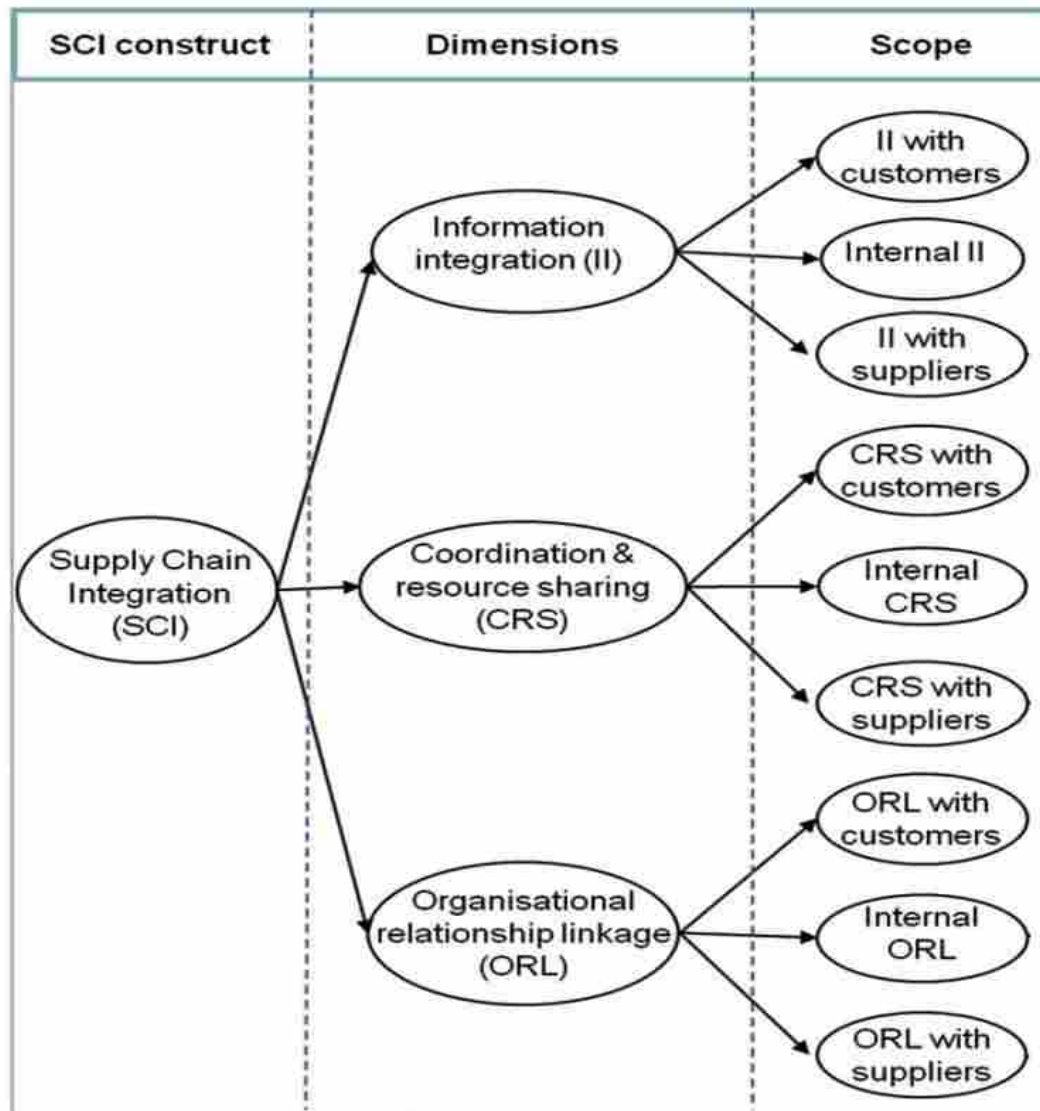 SCI construct
Dimensions
Scope
Supply Chain
Integration
(SCI)
Information
integration (II)
II with
customers
Internal II
II with
suppliers
Coordination &
resource sharing
(CRS)
CRS with
customers
Internal
CRS
CRS with
suppliers
Organisational
relationship linkage
(ORL)
ORL with
customers
Internal
ORL
ORL with
suppliers